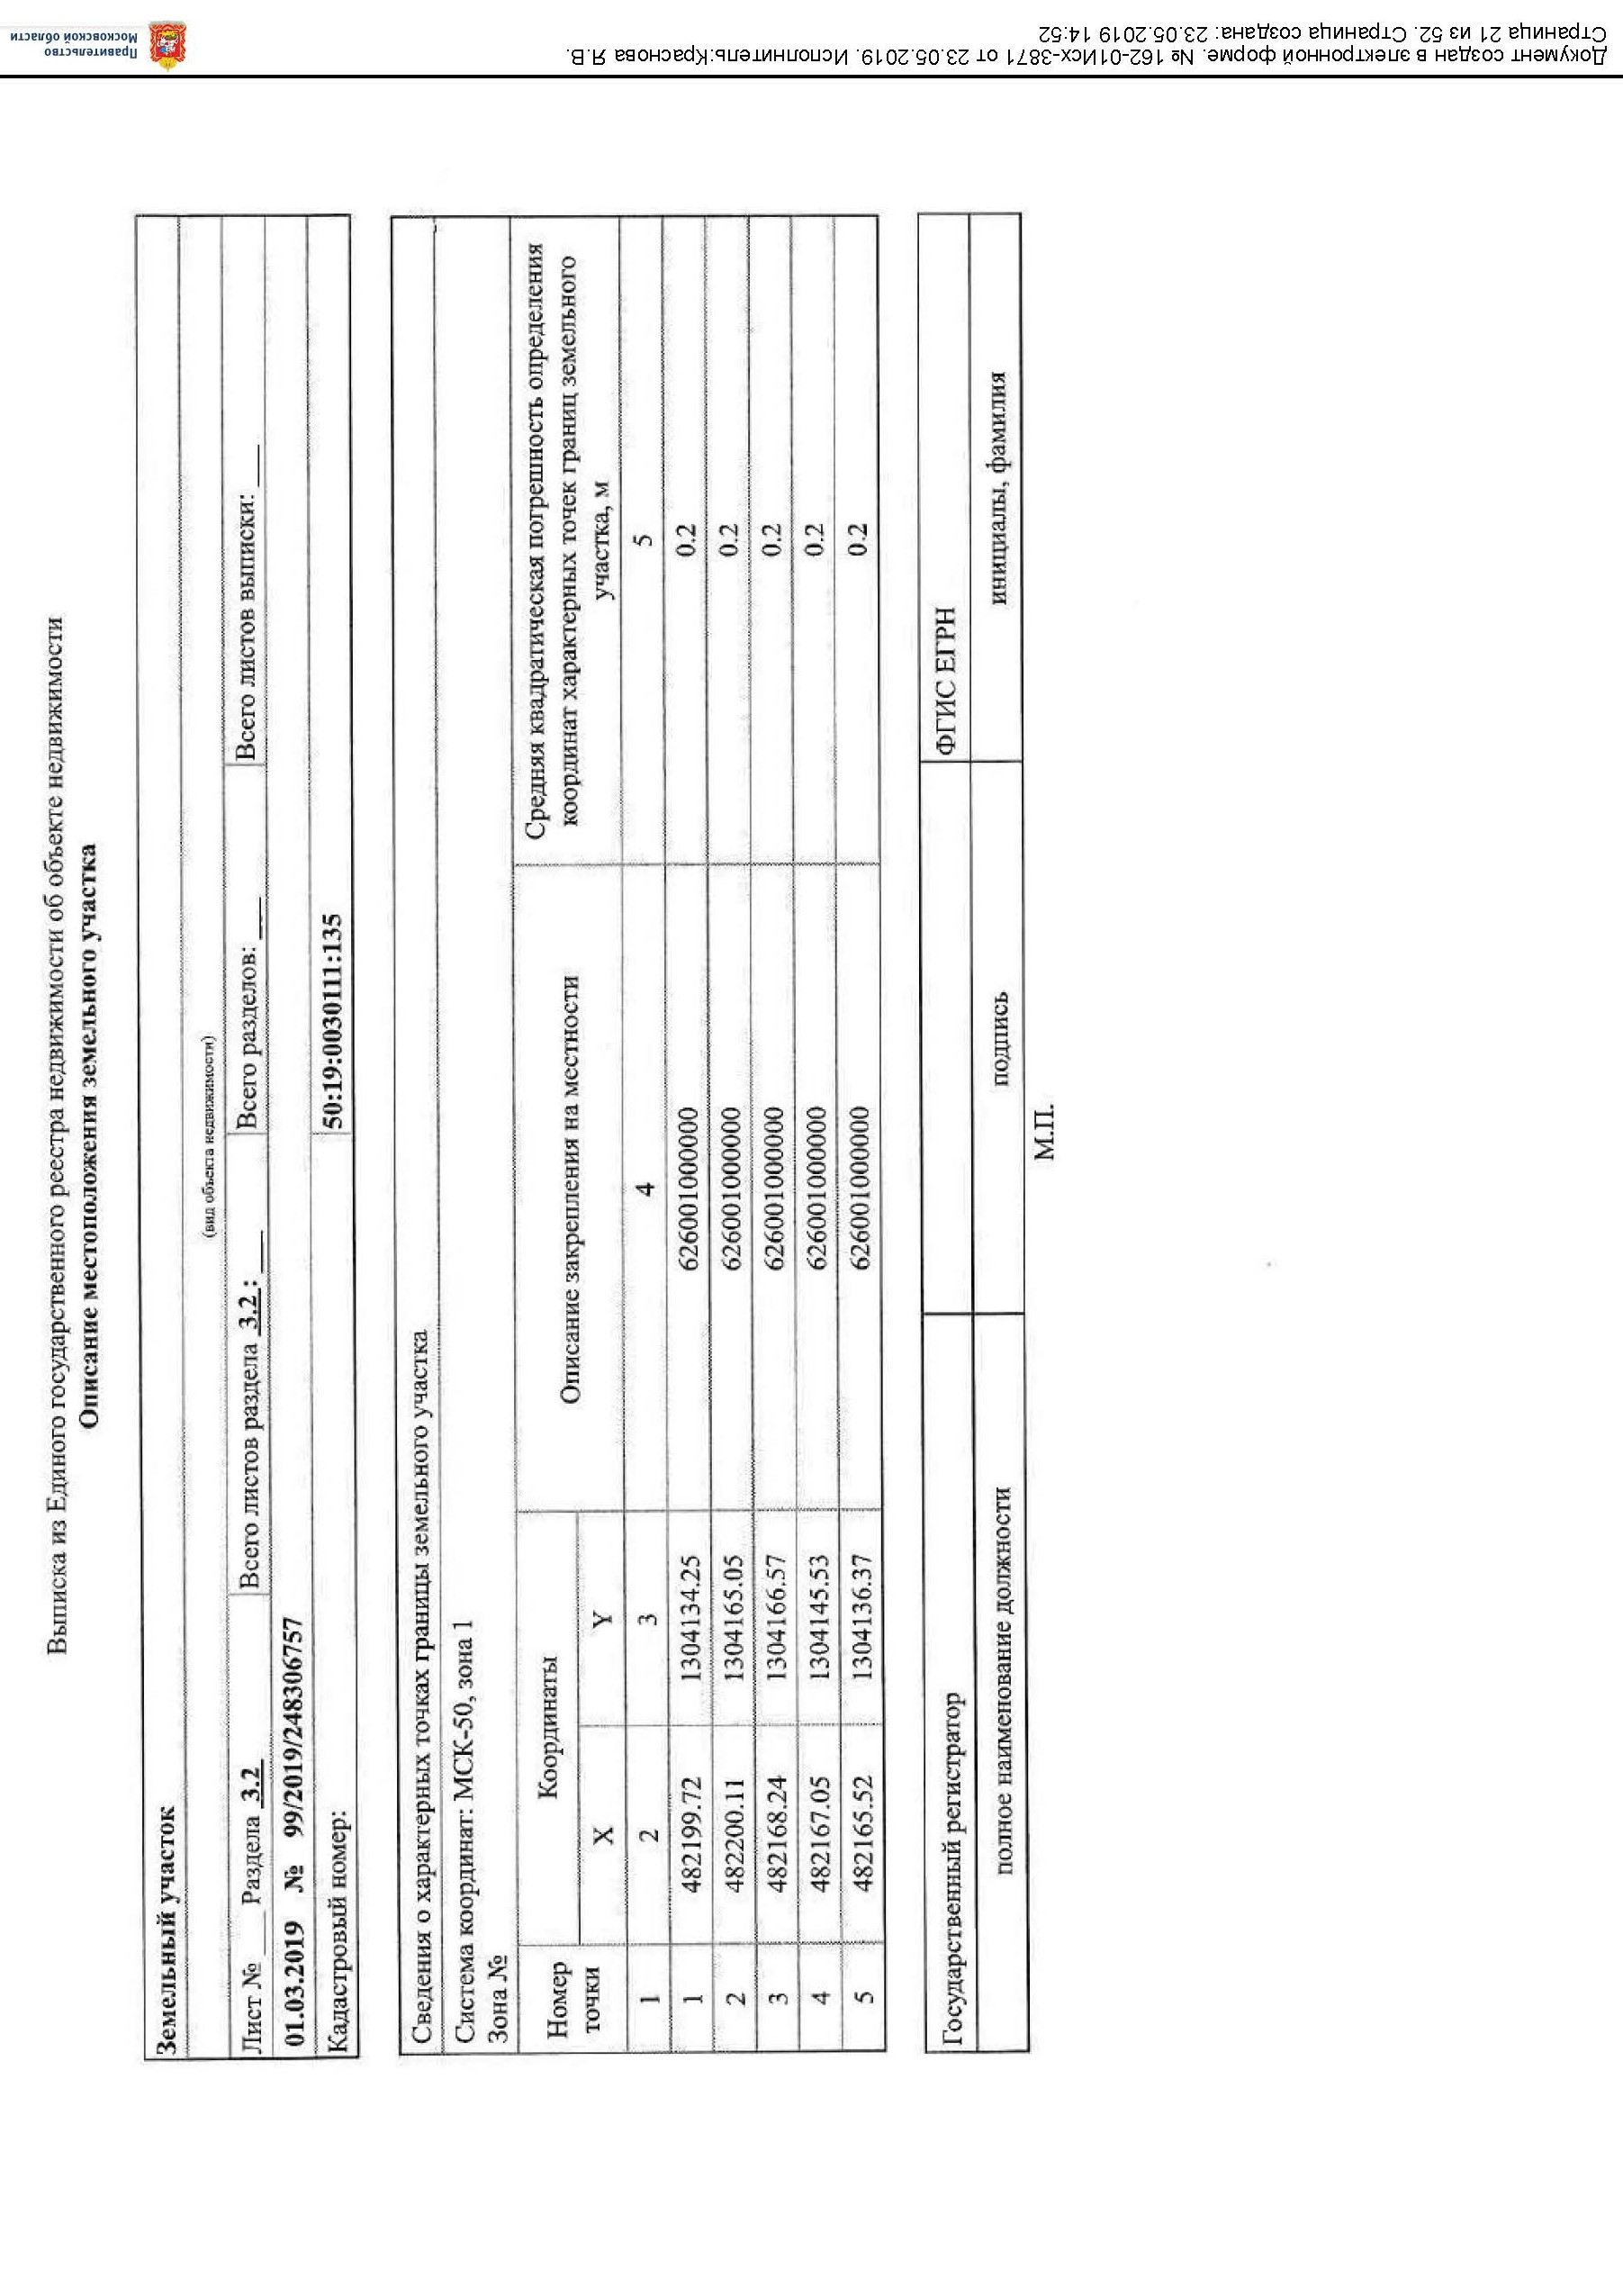 Выписка из Единого государственного реестра недвижимости об объекте недвижимости
Описание местоположения земельного участка
Земельный участок
(вид объекта недвижимости)
Лист № ___ Раздела 3.2 Всего листов раздела 3.2 : ___ Всего разделов: ___ Всего листов выписки: ___
01.03.2019 № 99/2019/248306757
Кадастровый номер: 50:19:0030111:135
Сведения о характерных точках границы земельного участка
Система координат: МСК-50, зона 1
Зона №
Номер точки Координаты Описание закрепления на местности Средняя квадратическая погрешность определения
координат характерных точек границ земельного
участка, м
X Y
1 2 3 4 5
1 482199.72 1304134.25 626001000000 0.2
2 482200.11 1304165.05 626001000000 0.2
3 482168.24 1304166.57 626001000000 0.2
4 482167.05 1304145.53 626001000000 0.2
5 482165.52 1304136.37 626001000000 0.2
Государственный регистратор ФГИС ЕГРН
полное наименование должности подпись инициалы, фамилия
М.П.
Документ создан в электронной форме. № 162-01Исх-3871 от 23.05.2019. Исполнитель:Краснова Я.В.
Страница 21 из 52. Страница создана: 23.05.2019 14:52
Правительство
Московской области